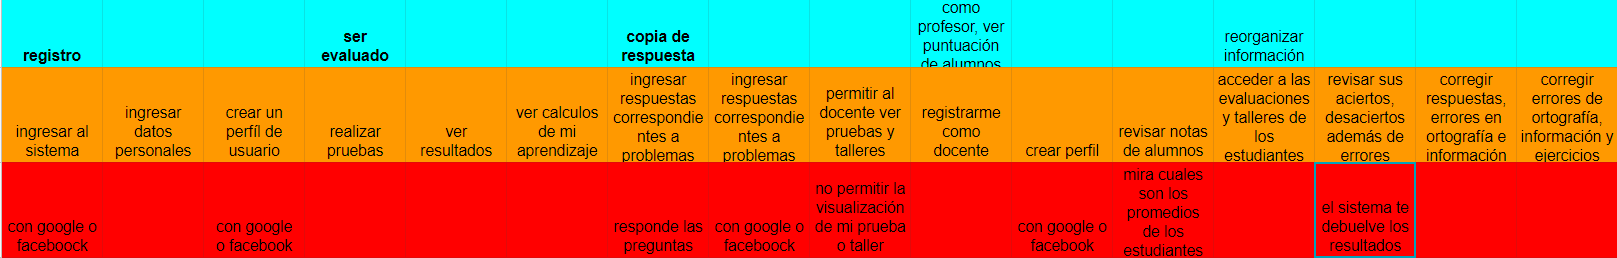 registro
ser
evaluado
copia de
respuesta
como
profesor, ver
puntuación
de alumnos
reorganizar
información
ingresar al
sistema
ingresar
datos
personales
crear un
perfíl de
usuario
realizar
pruebas
ver
resultados
ver calculos
de mi
aprendizaje
ingresar
respuestas
correspondie
ntes a
problemas
ingresar
respuestas
correspondie
ntes a
problemas
permitir al
docente ver
pruebas y
talleres
registrarme
como
docente
crear perfil
revisar notas
de alumnos
acceder a las
evaluaciones
y talleres de
los
estudiantes
revisar sus
aciertos,
desaciertos
además de
errores
corregir
respuestas,
errores en
ortografía e
información
corregir
errores de
ortografía,
información y
ejercicios
con google o
faceboock
con google
o facebook
responde las
preguntas
con google o
faceboock
no permitir la
visualización
de mi prueba
o taller
con google o
facebook
mira cuales
son los
promedios
de los
estudiantes
el sistema te
debuelve los
resultados